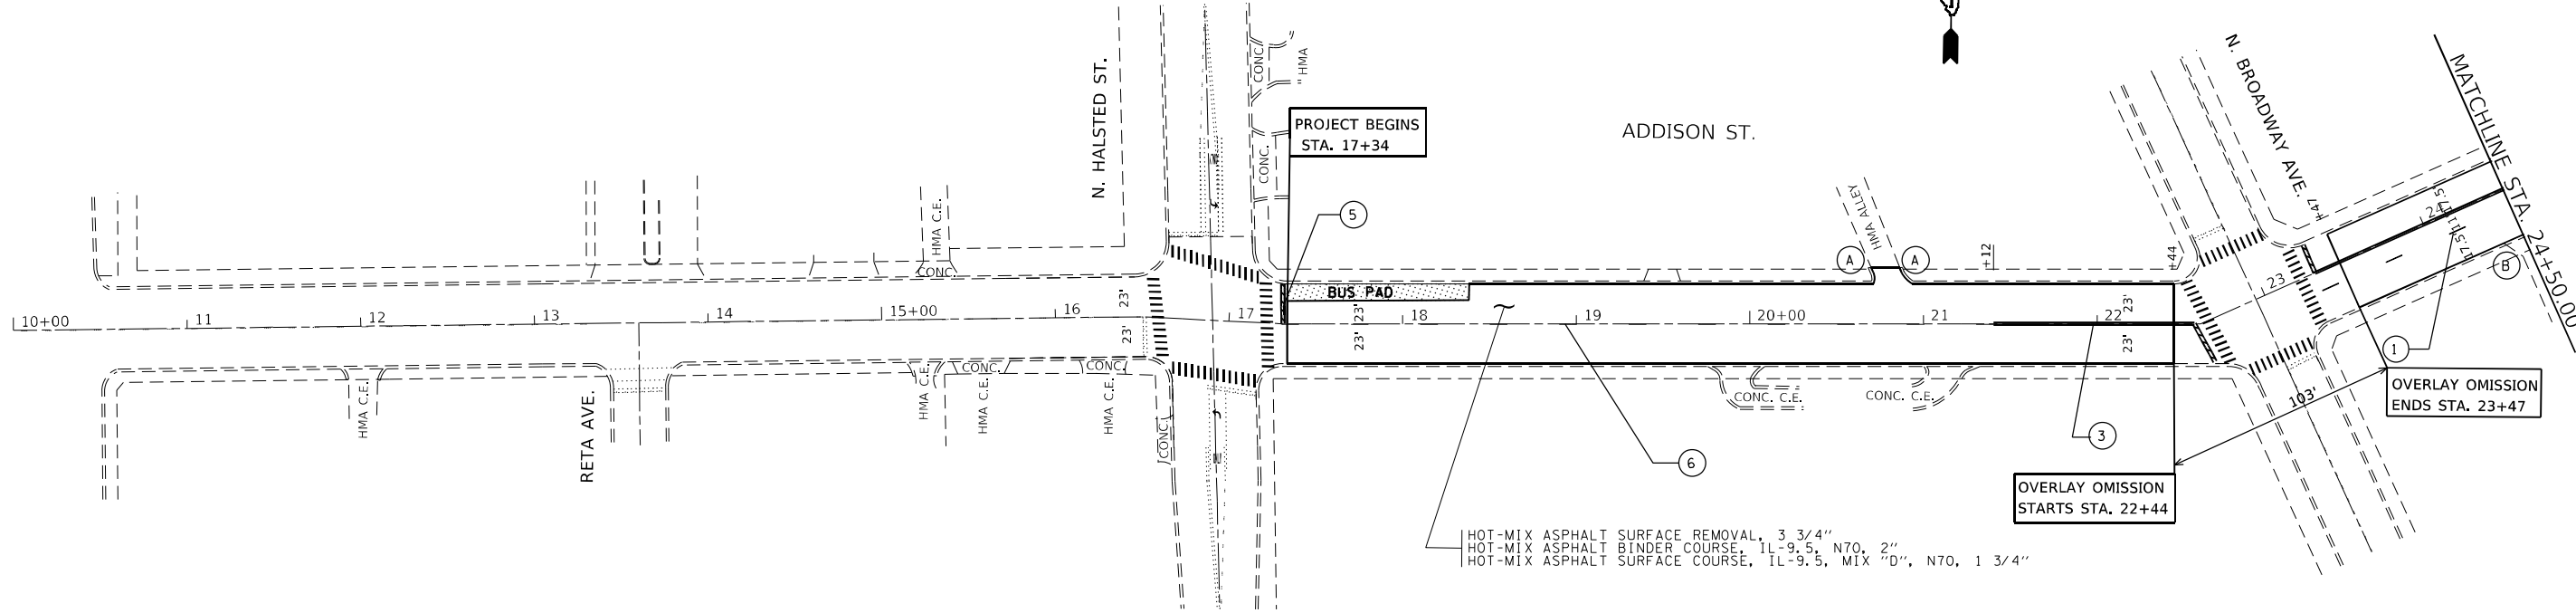 N. HALSTED ST.
CONC.
HMA
CONC.
PROJECT BEGINS
STA. 17+34
ADDISON ST.
N. BROADWAY AVE.
MATCHLINE STA. 24+50.00
+47
17.5'
17.5'
24
B
23
1
OVERLAY OMISSION
ENDS STA. 23+47
103'
5
HMA C.E.
CONC.
HMA ALLEY
A
A
+12
+44
BUS PAD
10+00
11
12
13
14
15+00
16
17
18
19
20+00
21
22
23'
23'
23'
23'
23'
23'
RETA AVE.
HMA C.E.
HMA C.E.
CONC.
HMA C.E.
CONC.
HMA C.E.
CONC.
CONC. C.E.
CONC. C.E.
6
3
OVERLAY OMISSION
STARTS STA. 22+44
HOT-MIX ASPHALT SURFACE REMOVAL, 3 3/4"
HOT-MIX ASPHALT BINDER COURSE, IL-9.5, N70, 2"
HOT-MIX ASPHALT SURFACE COURSE, IL-9.5, MIX "D", N70, 1 3/4"